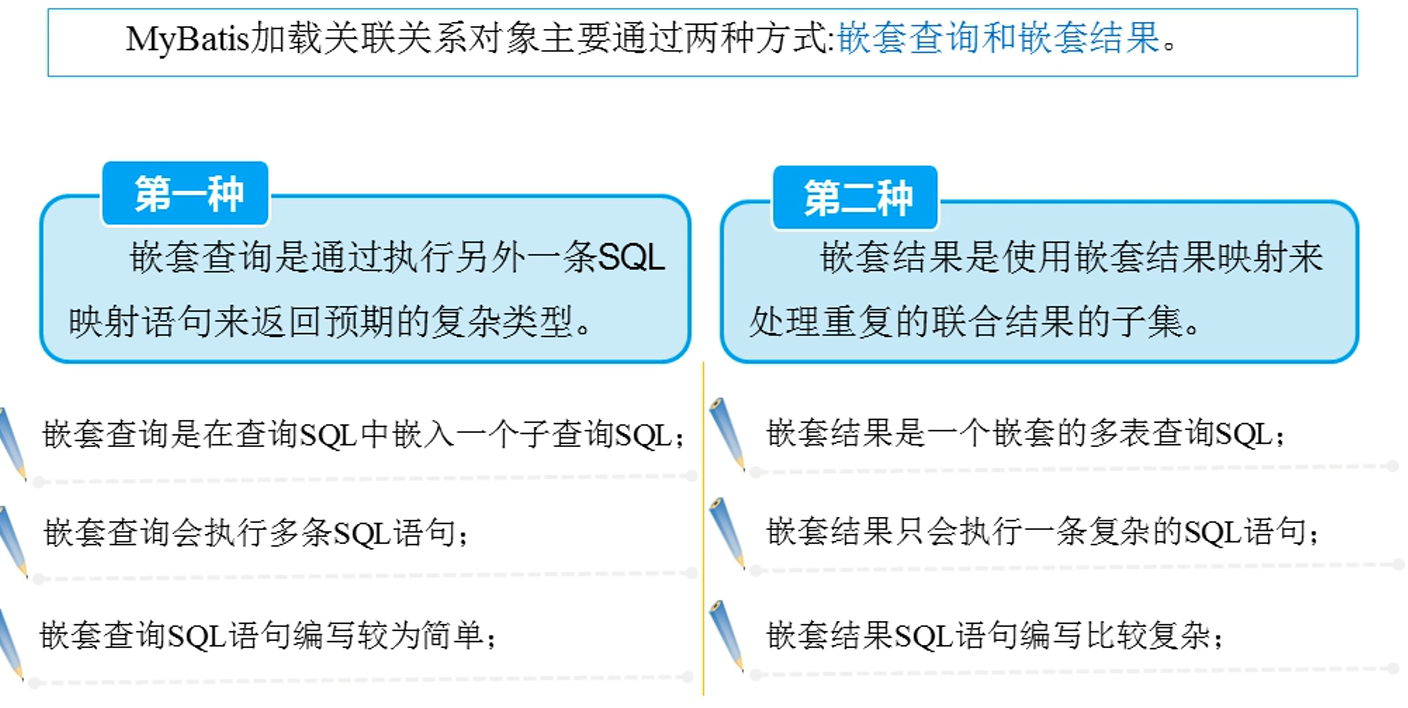 MyBatis加载关联关系对象主要通过两种方式:嵌套查询和嵌套结果。
第一种
嵌套查询是通过执行另外一条SQL
映射语句来返回预期的复杂类型。
嵌套查询是在查询SQL中嵌入一个子查询SQL；
嵌套查询会执行多条SQL语句；
嵌套查询SQL语句编写较为简单；
第二种
嵌套结果是使用嵌套结果映射来
处理重复的联合结果的子集。
嵌套结果是一个嵌套的多表查询SQL；
嵌套结果只会执行一条复杂的SQL语句；
嵌套结果SQL语句编写比较复杂；